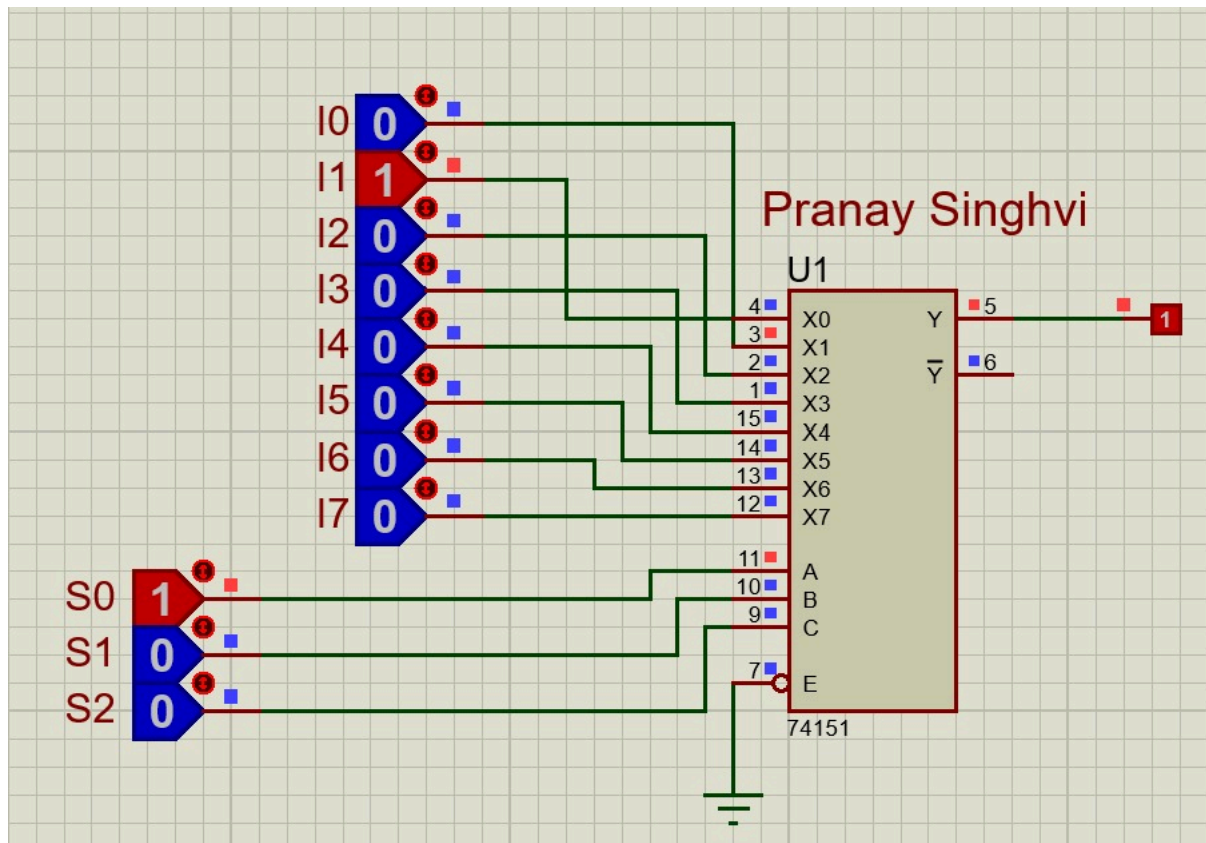 I0 0
I1 1
I2 0
I3 0
I4 0
I5 0
I6 0
I7 0
Pranay Singhvi
U1
4 X0 Y 5 1
3 X1
2 X2 Y̅ 6
1 X3
15 X4
14 X5
13 X6
12 X7
S0 1
S1 0
S2 0
11 A
10 B
9 C
7 E
74151